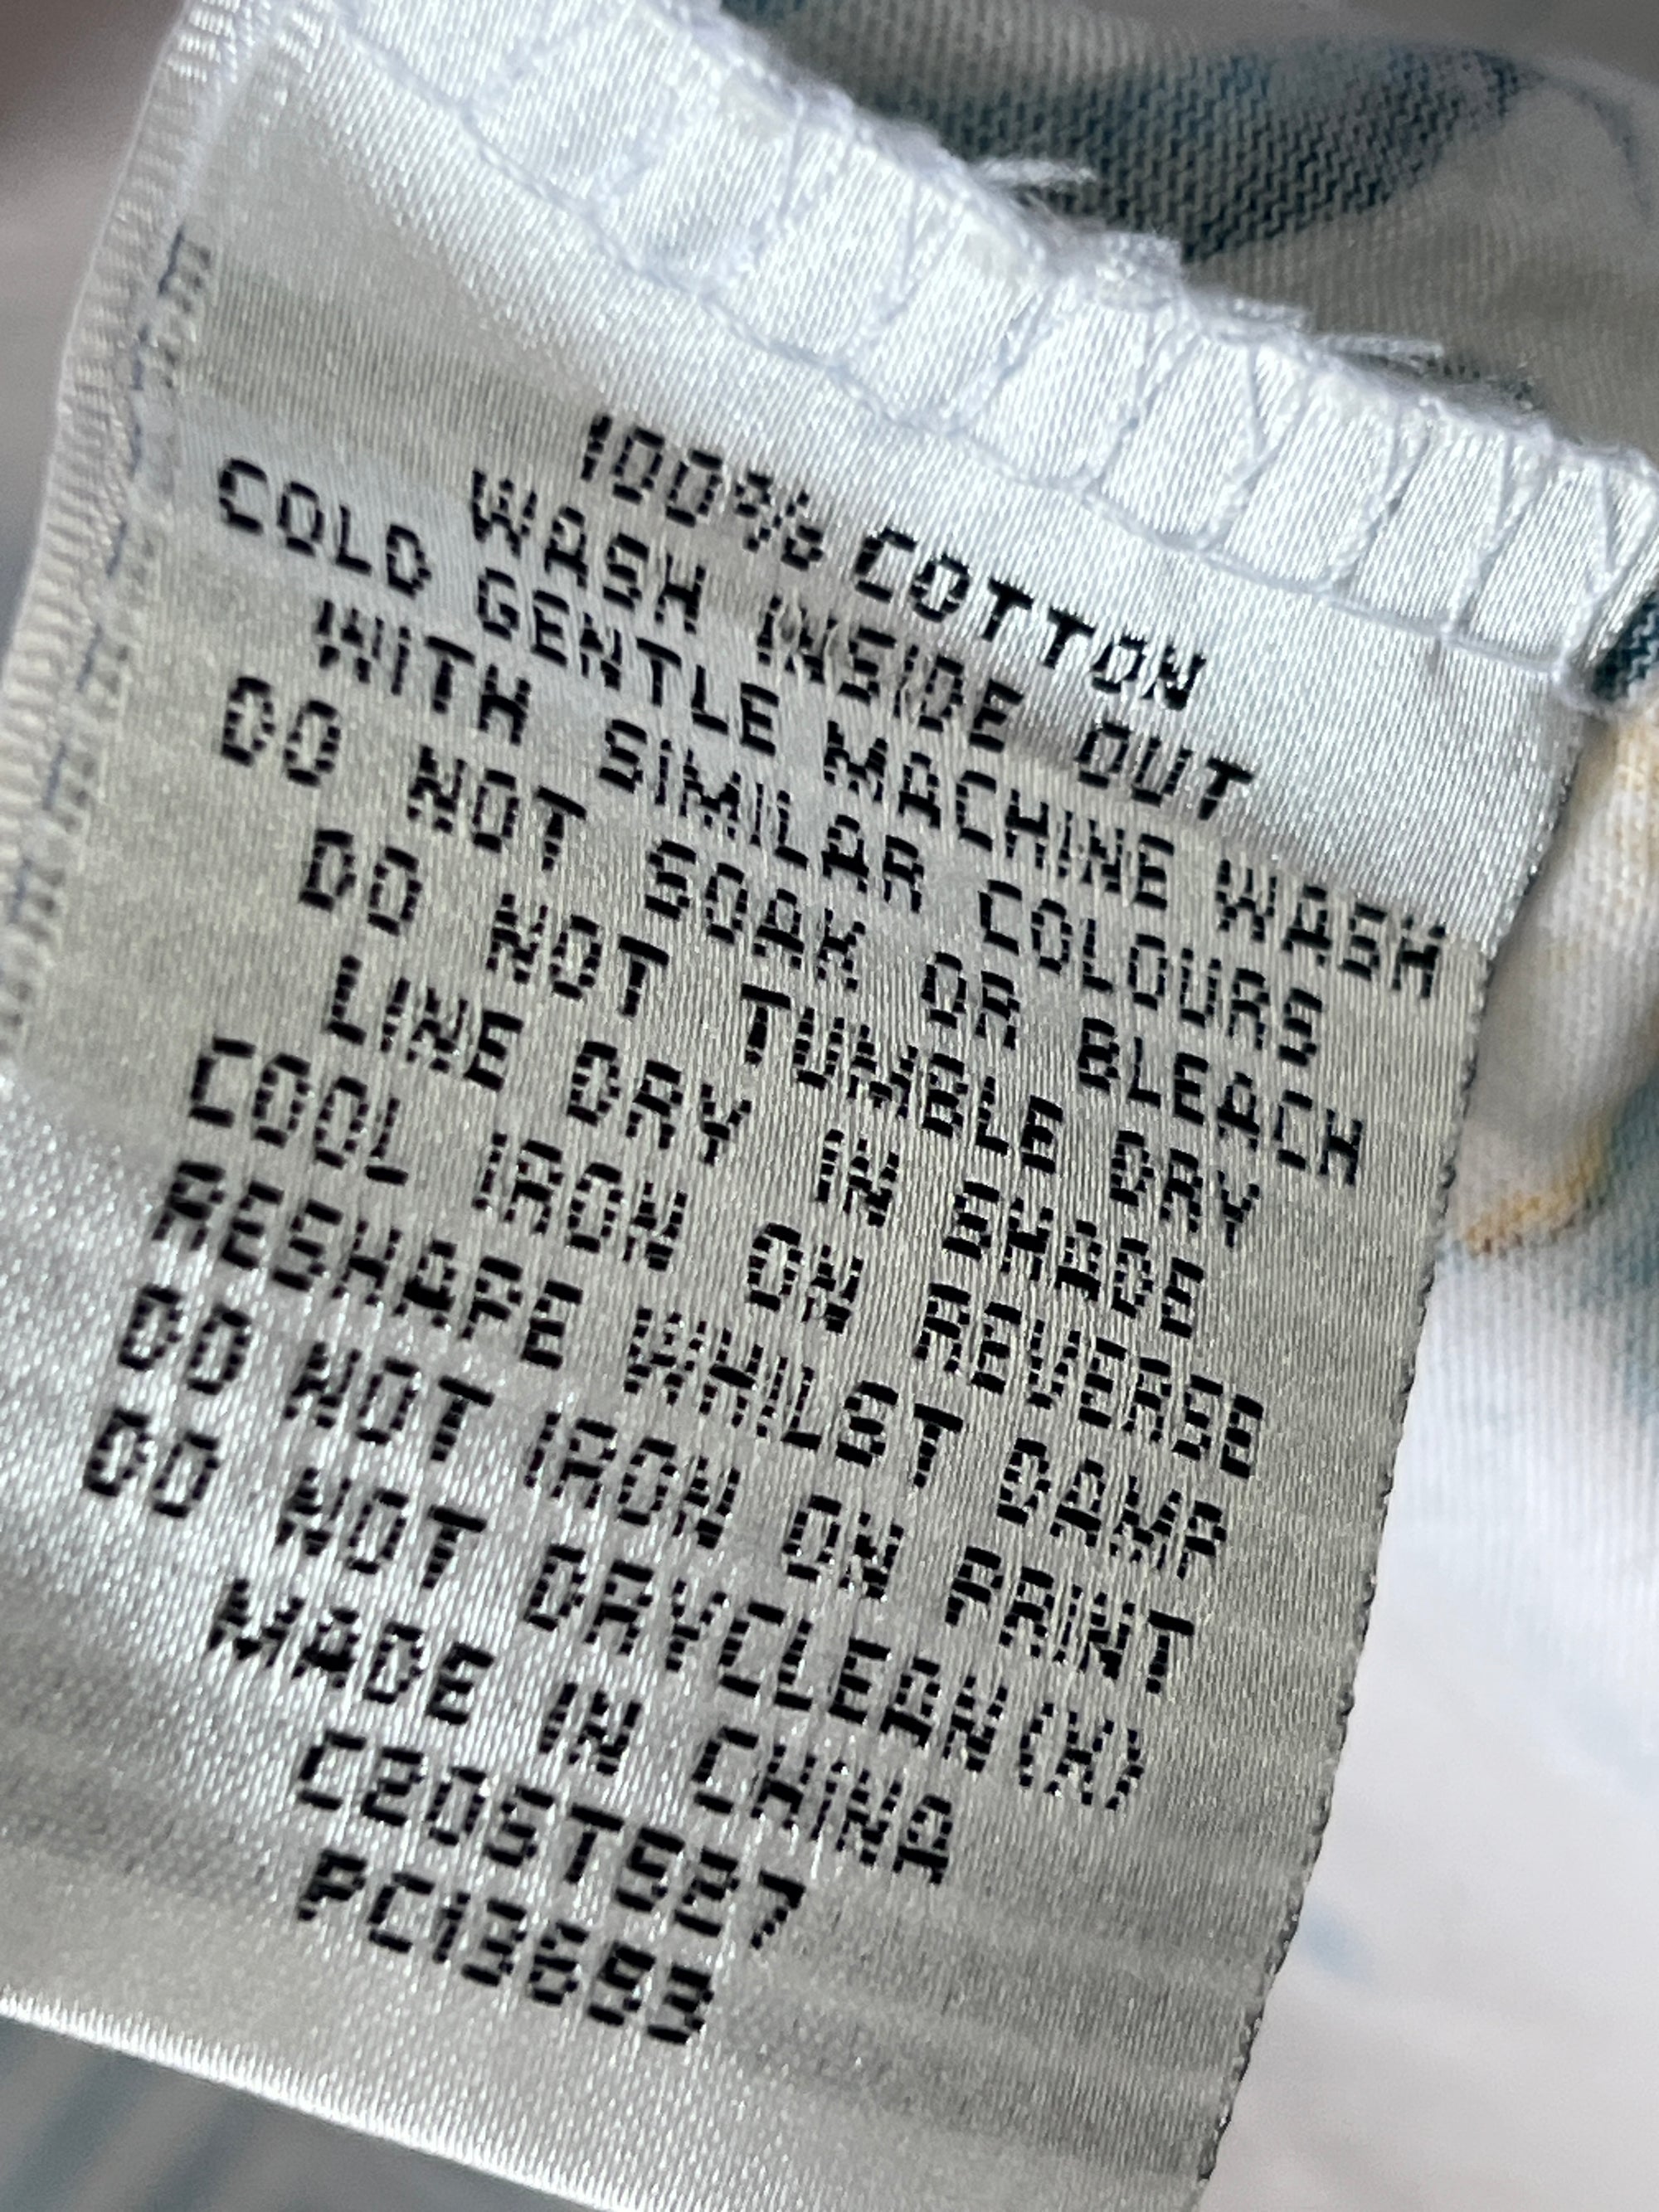 100% COTTON
WASH INSIDE OUT
COLD GENTLE MACHINE WASH
WITH SIMILAR COLOURS
DO NOT SOAK OR BLEACH
DO NOT TUMBLE DRY
LINE DRY IN SHADE
COOL IRON ON REVERSE
RESHAPE WHILST DAMP
DO NOT IRON ON PRINT
DO NOT DRYCLEAN(X)
MADE IN CHINA
C20ST527
PC13653